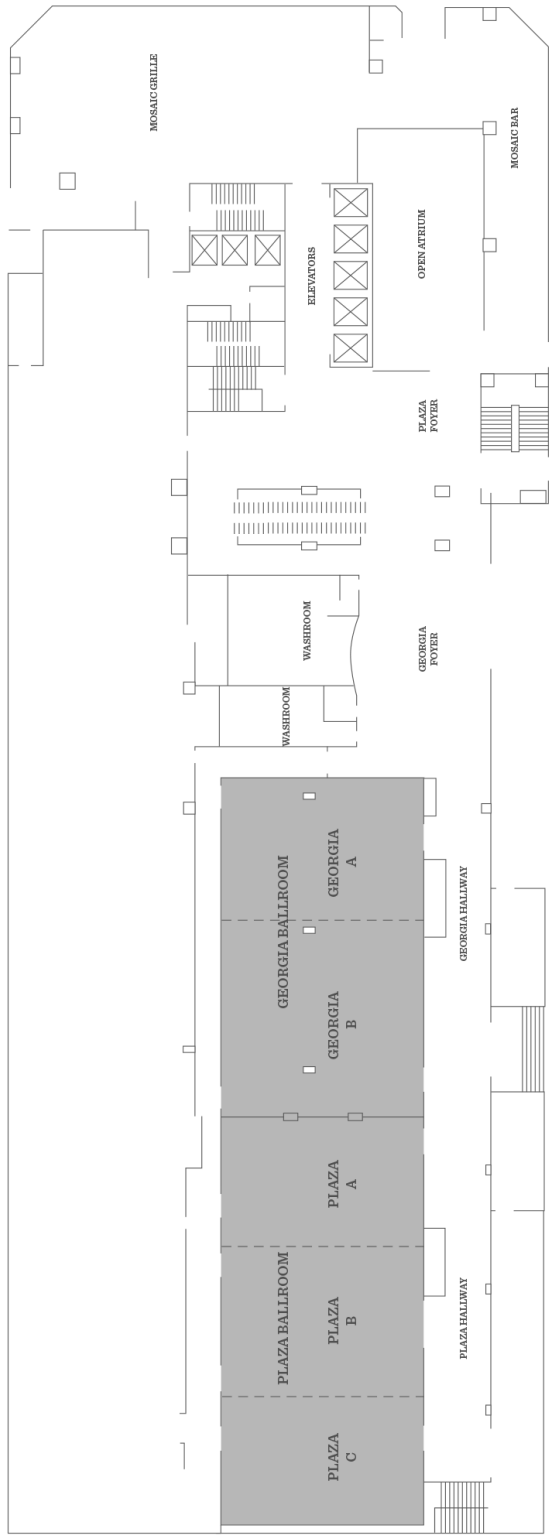 MOSAIC GRILLE
MOSAIC BAR
OPEN ATRIUM
ELEVATORS
PLAZA
FOYER
WASHROOM
GEORGIA
FOYER
WASHROOM
GEORGIA BALLROOM
GEORGIA
A
GEORGIA HALLWAY
GEORGIA
B
PLAZA
A
PLAZA BALLROOM
PLAZA
B
PLAZA HALLWAY
PLAZA
C